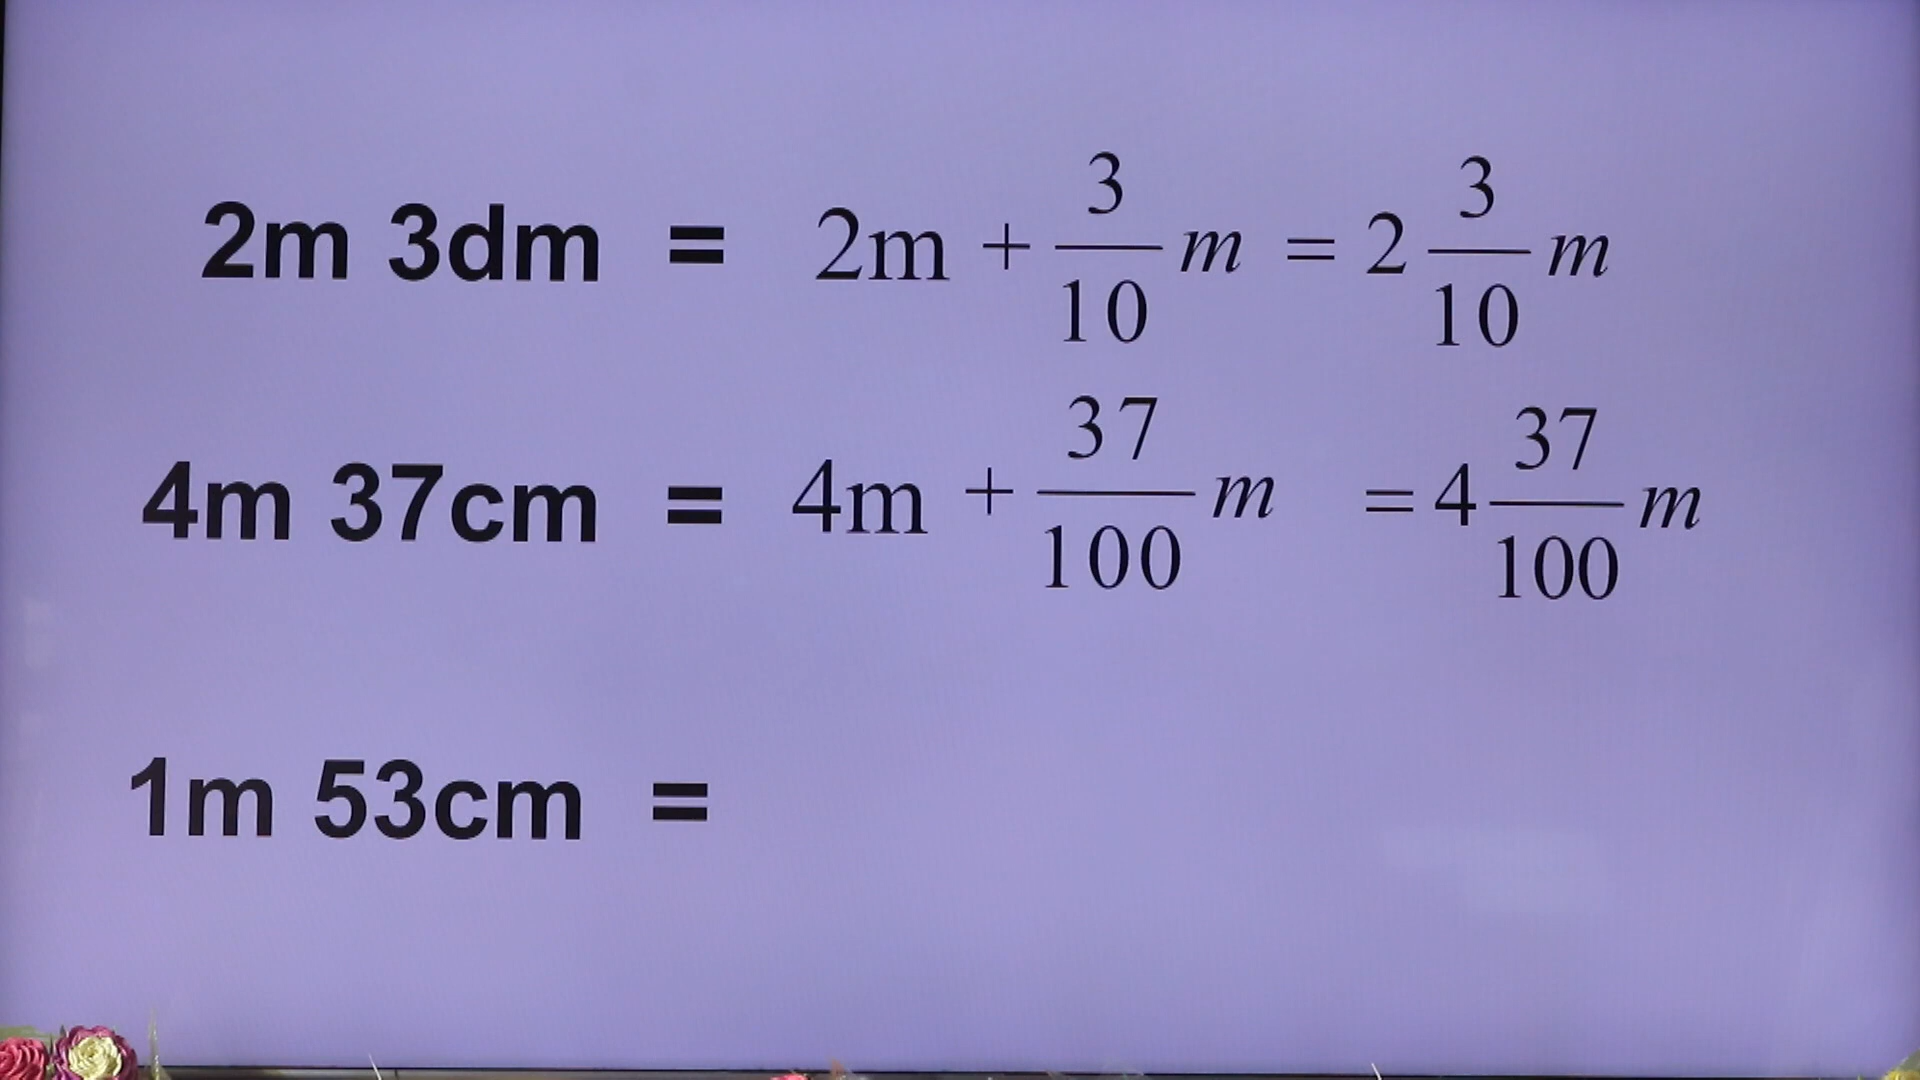 2m 3dm = 2m + 3/10 m = 2 3/10 m
4m 37cm = 4m + 37/100 m = 4 37/100 m
1m 53cm =